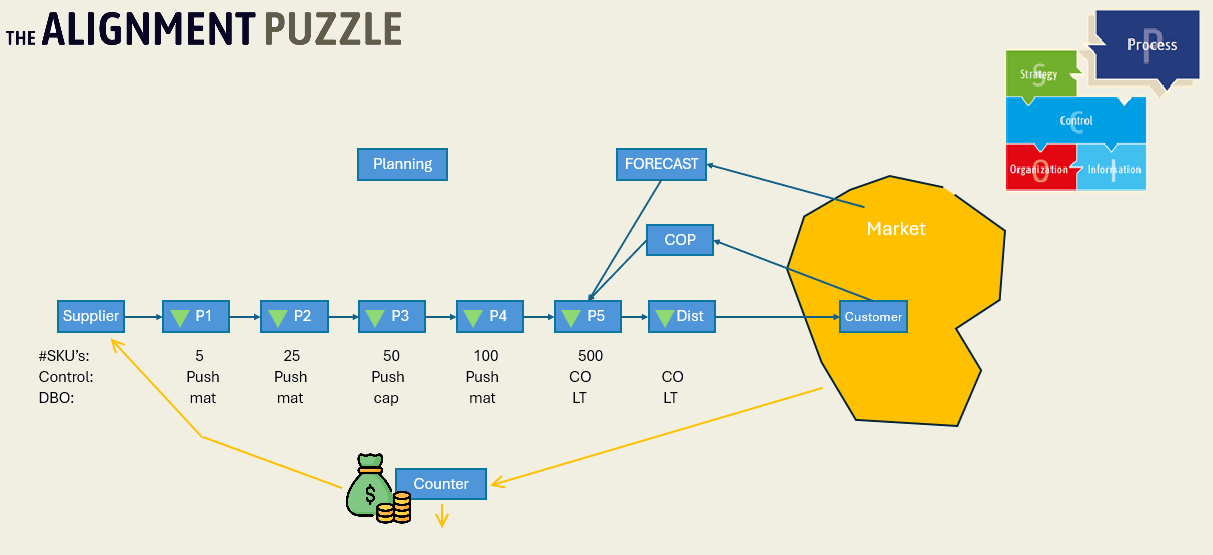 THE ALIGNMENT PUZZLE
P
Process
S
Strategy
C
Control
O
Organization
I
Information
Planning
FORECAST
Market
COP
Supplier
P1
P2
P3
P4
P5
Dist
Customer
#SKU's: 5 25 50 100 500
Control: Push Push Push Push CO CO
DBO: mat mat cap mat LT LT
$
Counter